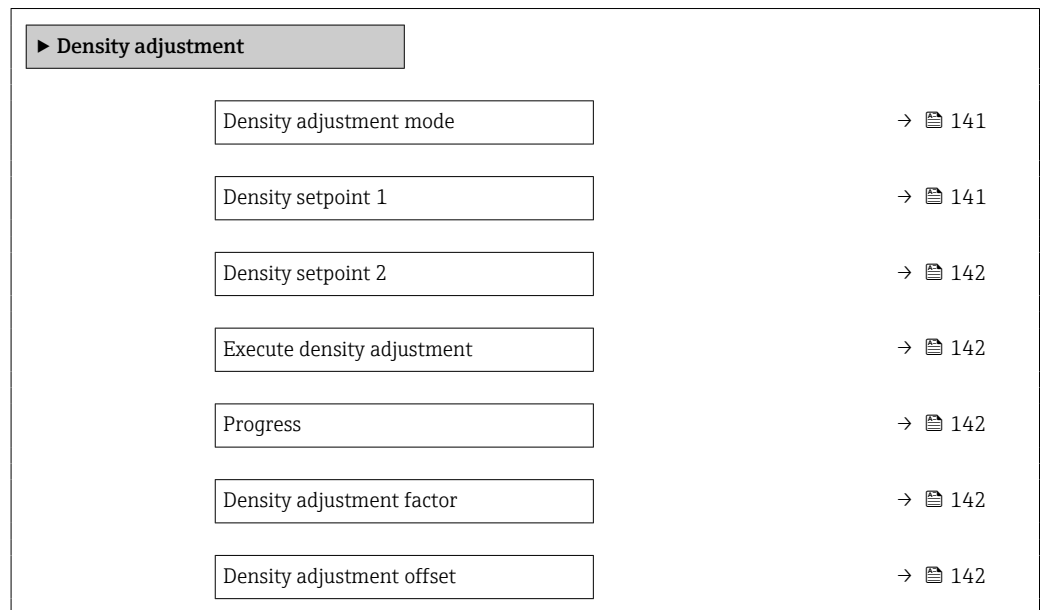 ▶ Density adjustment
Density adjustment mode → 141
Density setpoint 1 → 141
Density setpoint 2 → 142
Execute density adjustment → 142
Progress → 142
Density adjustment factor → 142
Density adjustment offset → 142